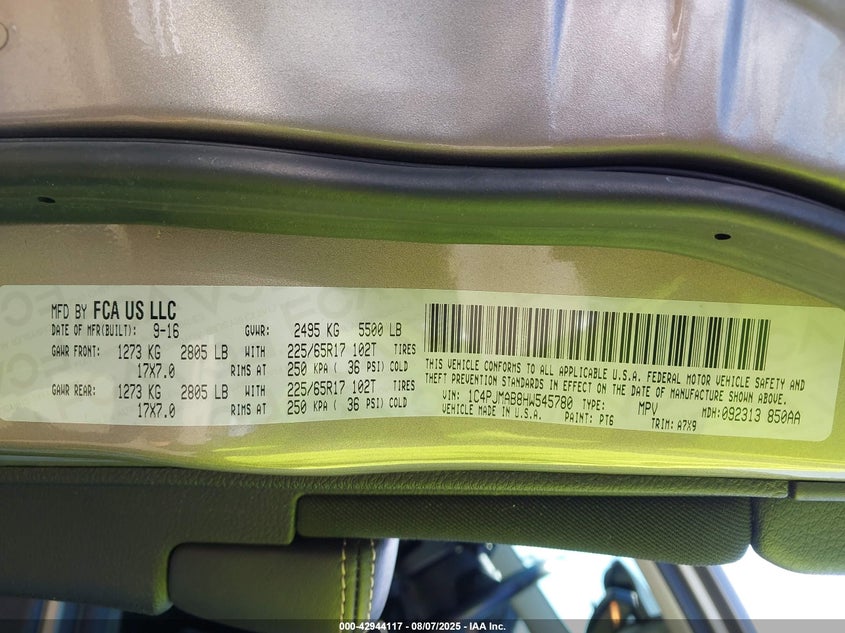 MFD BY FCA US LLC
DATE OF MFR(BUILT): 9-16 GVWR: 2495 KG 5500 LB
GAWR FRONT: 1273 KG 2805 LB WITH 225/65R17 102T TIRES
17X7.0 RIMS AT 250 KPA ( 36 PSI) COLD
GAWR REAR: 1273 KG 2805 LB WITH 225/65R17 102T TIRES
17X7.0 RIMS AT 250 KPA ( 36 PSI) COLD
THIS VEHICLE CONFORMS TO ALL APPLICABLE U.S.A. FEDERAL MOTOR VEHICLE SAFETY AND
THEFT PREVENTION STANDARDS IN EFFECT ON THE DATE OF MANUFACTURE SHOWN ABOVE.
VIN: 1C4PJMAB8HW545780 TYPE: MPV MDH: 092313 850AA
VEHICLE MADE IN U.S.A. PAINT: PT6 TRIM: A7X9
000-42944117 - 08/07/2025 - IAA Inc.